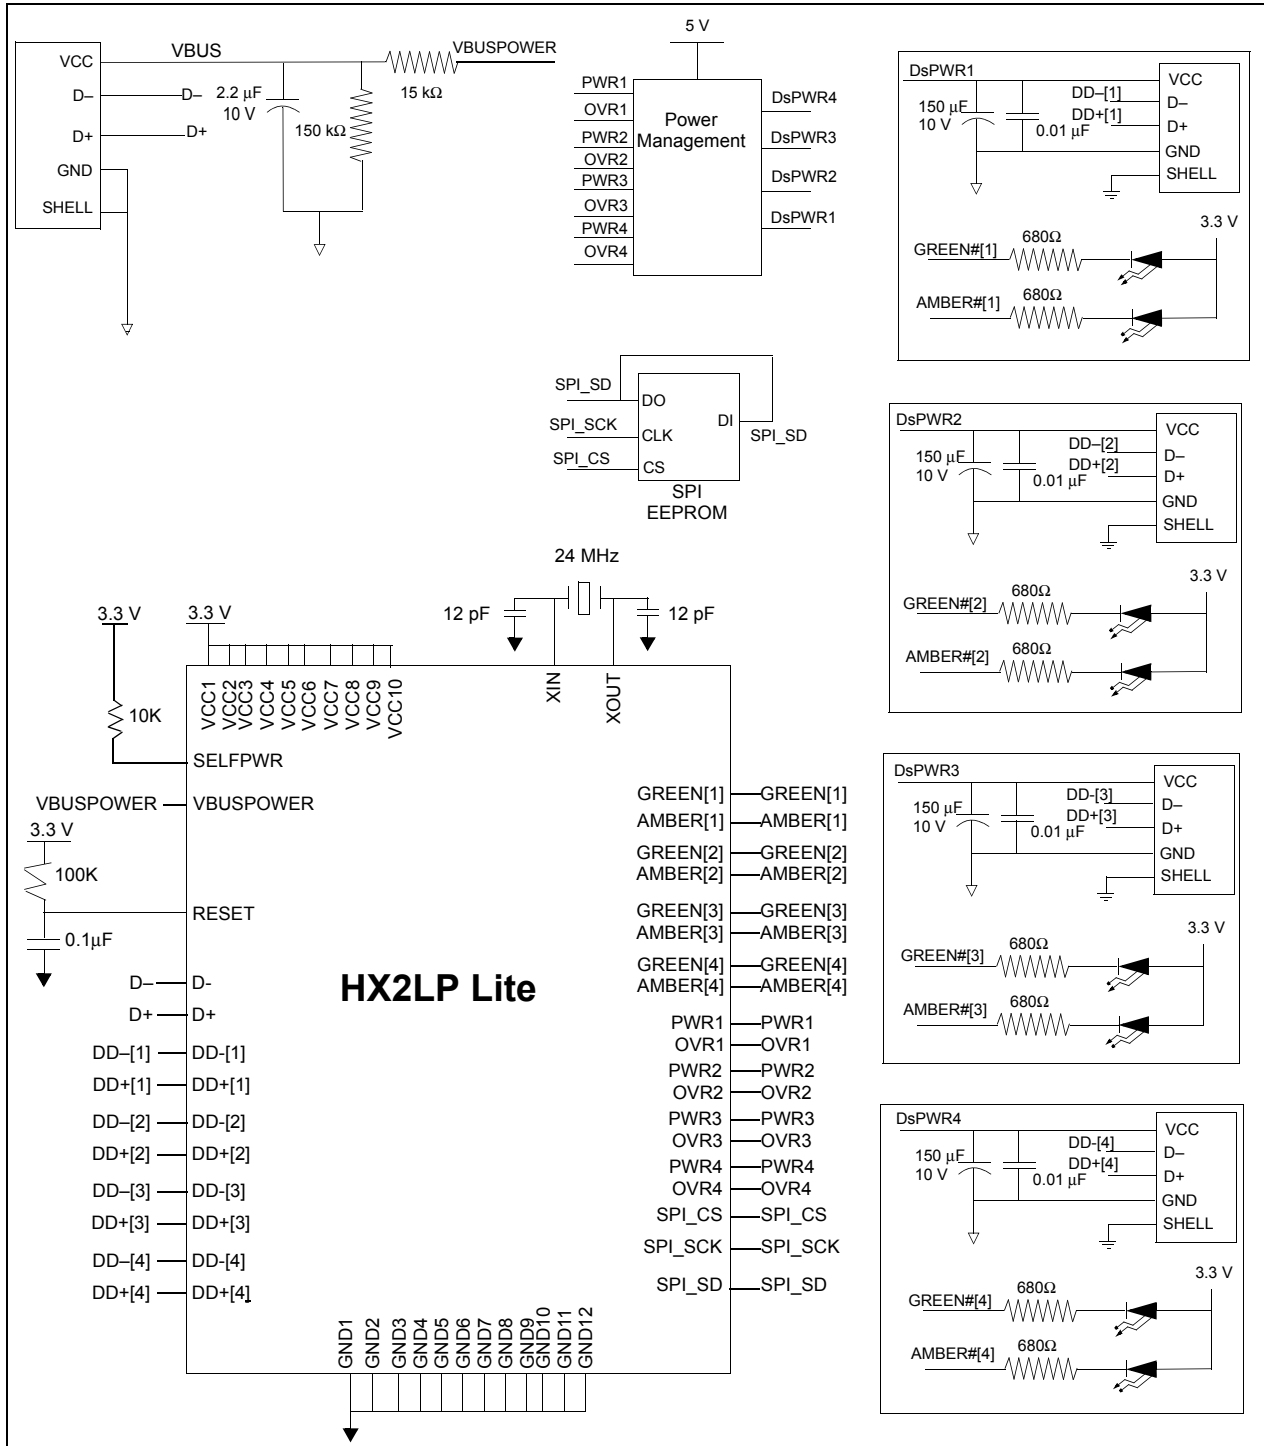 VCC
D–
D+
GND
SHELL
VBUS
D–
D+
2.2 µF
10 V
150 kΩ
15 kΩ
VBUSPOWER
5 V
PWR1
OVR1
PWR2
OVR2
PWR3
OVR3
PWR4
OVR4
Power
Management
DsPWR4
DsPWR3
DsPWR2
DsPWR1
SPI_SD
SPI_SCK
SPI_CS
DO
CLK
CS
DI
SPI_SD
SPI
EEPROM
24 MHz
12 pF
12 pF
3.3 V
3.3 V
10K
VCC1
VCC2
VCC3
VCC4
VCC5
VCC6
VCC7
VCC8
VCC9
VCC10
XIN
XOUT
SELFPWR
VBUSPOWER
VBUSPOWER
3.3 V
100K
RESET
0.1µF
HX2LP Lite
D– D-
D+ D+
DD–[1] DD-[1]
DD+[1] DD+[1]
DD–[2] DD-[2]
DD+[2] DD+[2]
DD–[3] DD-[3]
DD+[3] DD+[3]
DD–[4] DD-[4]
DD+[4] DD+[4]
GREEN[1] GREEN[1]
AMBER[1] AMBER[1]
GREEN[2] GREEN[2]
AMBER[2] AMBER[2]
GREEN[3] GREEN[3]
AMBER[3] AMBER[3]
GREEN[4] GREEN[4]
AMBER[4] AMBER[4]
PWR1 PWR1
OVR1 OVR1
PWR2 PWR2
OVR2 OVR2
PWR3 PWR3
OVR3 OVR3
PWR4 PWR4
OVR4 OVR4
SPI_CS SPI_CS
SPI_SCK SPI_SCK
SPI_SD SPI_SD
GND1
GND2
GND3
GND4
GND5
GND6
GND7
GND8
GND9
GND10
GND11
GND12
DsPWR1
150 µF
10 V
0.01 µF
DD–[1]
DD+[1]
VCC
D–
D+
GND
SHELL
3.3 V
GREEN#[1]
680Ω
AMBER#[1]
680Ω
DsPWR2
150 µF
10 V
0.01 µF
DD–[2]
DD+[2]
VCC
D–
D+
GND
SHELL
3.3 V
GREEN#[2]
680Ω
AMBER#[2]
680Ω
DsPWR3
150 µF
10 V
0.01 µF
DD-[3]
DD+[3]
VCC
D–
D+
GND
SHELL
3.3 V
GREEN#[3]
680Ω
AMBER#[3]
680Ω
DsPWR4
150 µF
10 V
0.01 µF
DD-[4]
DD+[4]
VCC
D–
D+
GND
SHELL
3.3 V
GREEN#[4]
680Ω
AMBER#[4]
680Ω